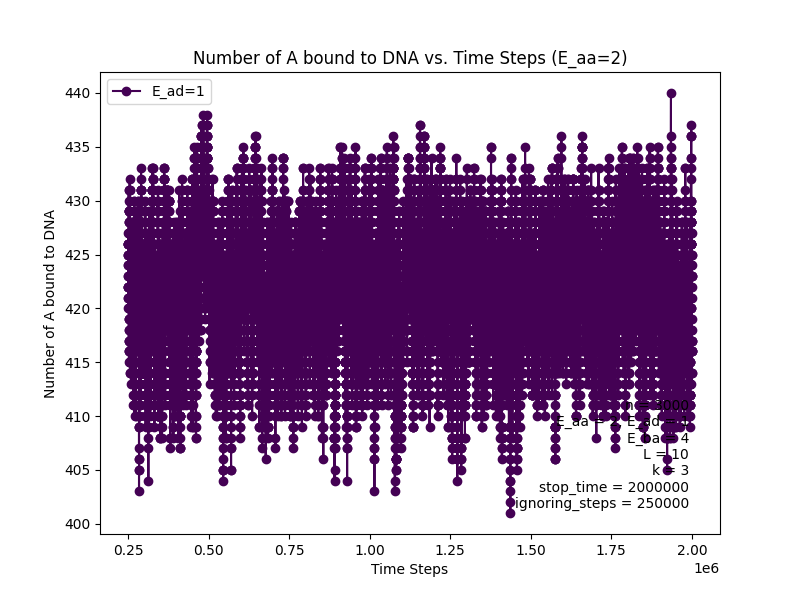 Number of A bound to DNA vs. Time Steps (E_aa=2)
E_ad=1
Number of A bound to DNA
440
435
430
425
420
415
410
405
400
L = 10
k = 3
stop_time = 2000000
ignoring_steps = 250000
0.25
0.50
0.75
1.00
1.25
1.50
1.75
2.00
1e6
Time Steps